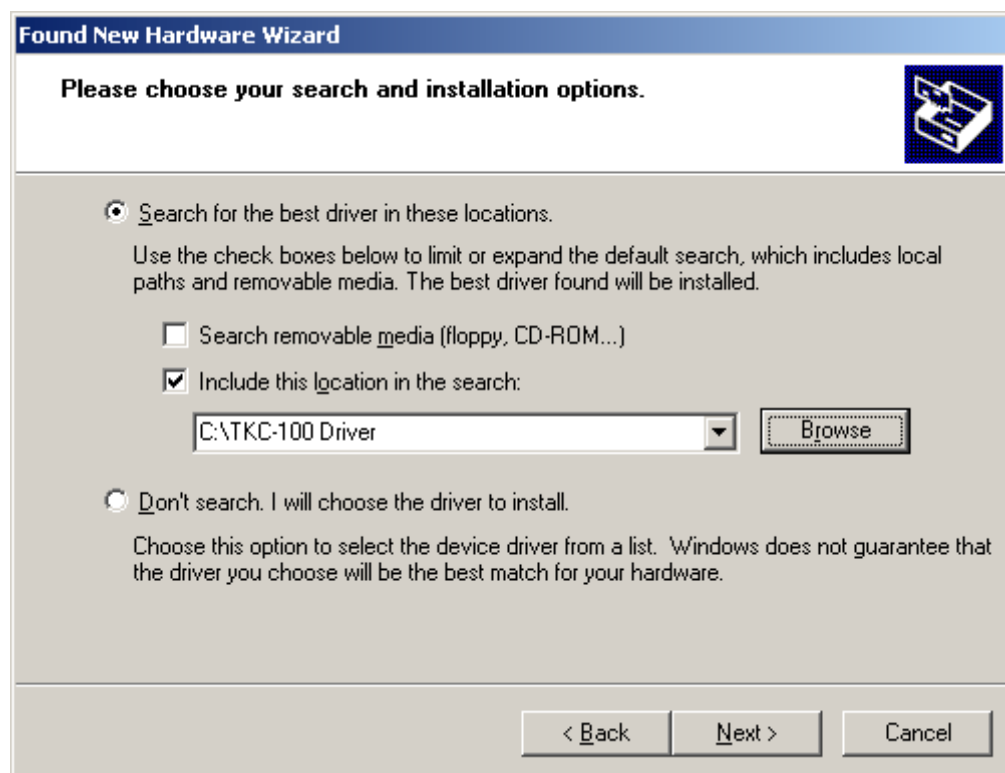 Found New Hardware Wizard
Please choose your search and installation options.
Search for the best driver in these locations.
Use the check boxes below to limit or expand the default search, which includes local
paths and removable media. The best driver found will be installed.
Search removable media (floppy, CD-ROM...)
Include this location in the search:
C:\TKC-100 Driver
Browse
Don't search. I will choose the driver to install.
Choose this option to select the device driver from a list.  Windows does not guarantee that
the driver you choose will be the best match for your hardware.
< Back
Next >
Cancel